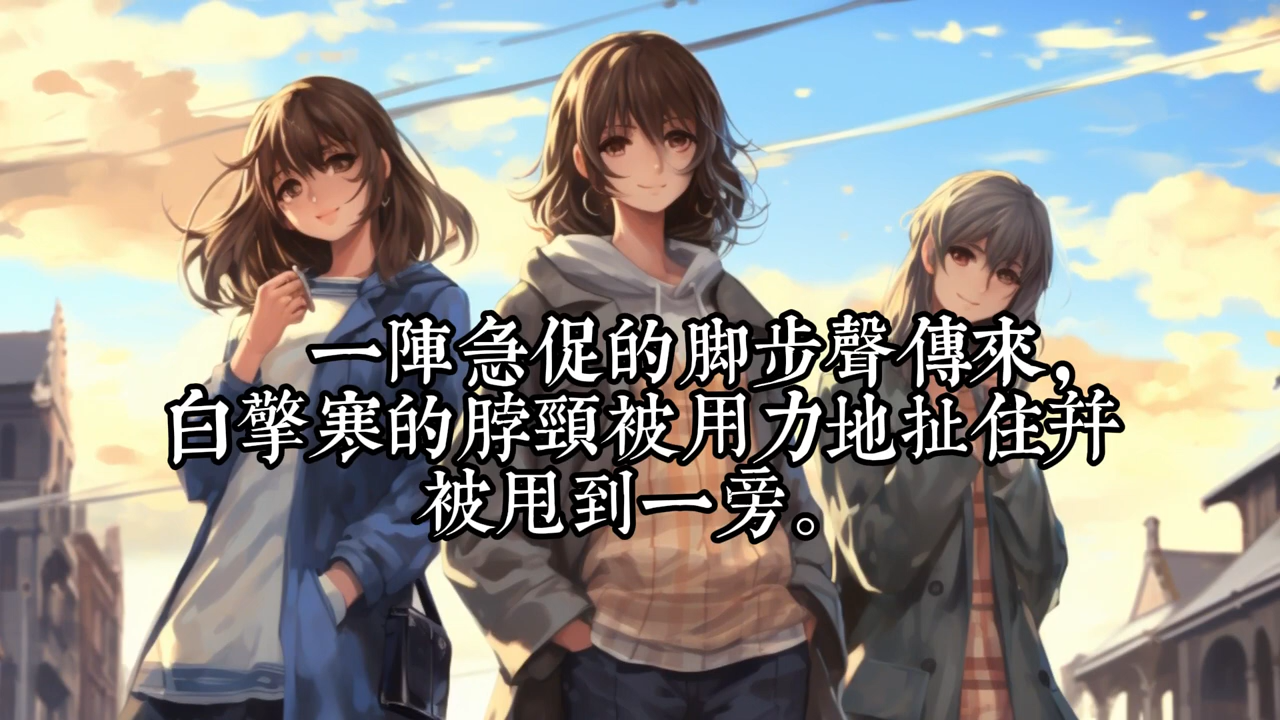 一陣急促的脚步聲傳來，
白擎寒的脖頸被用力地扯住并
被甩到一旁。